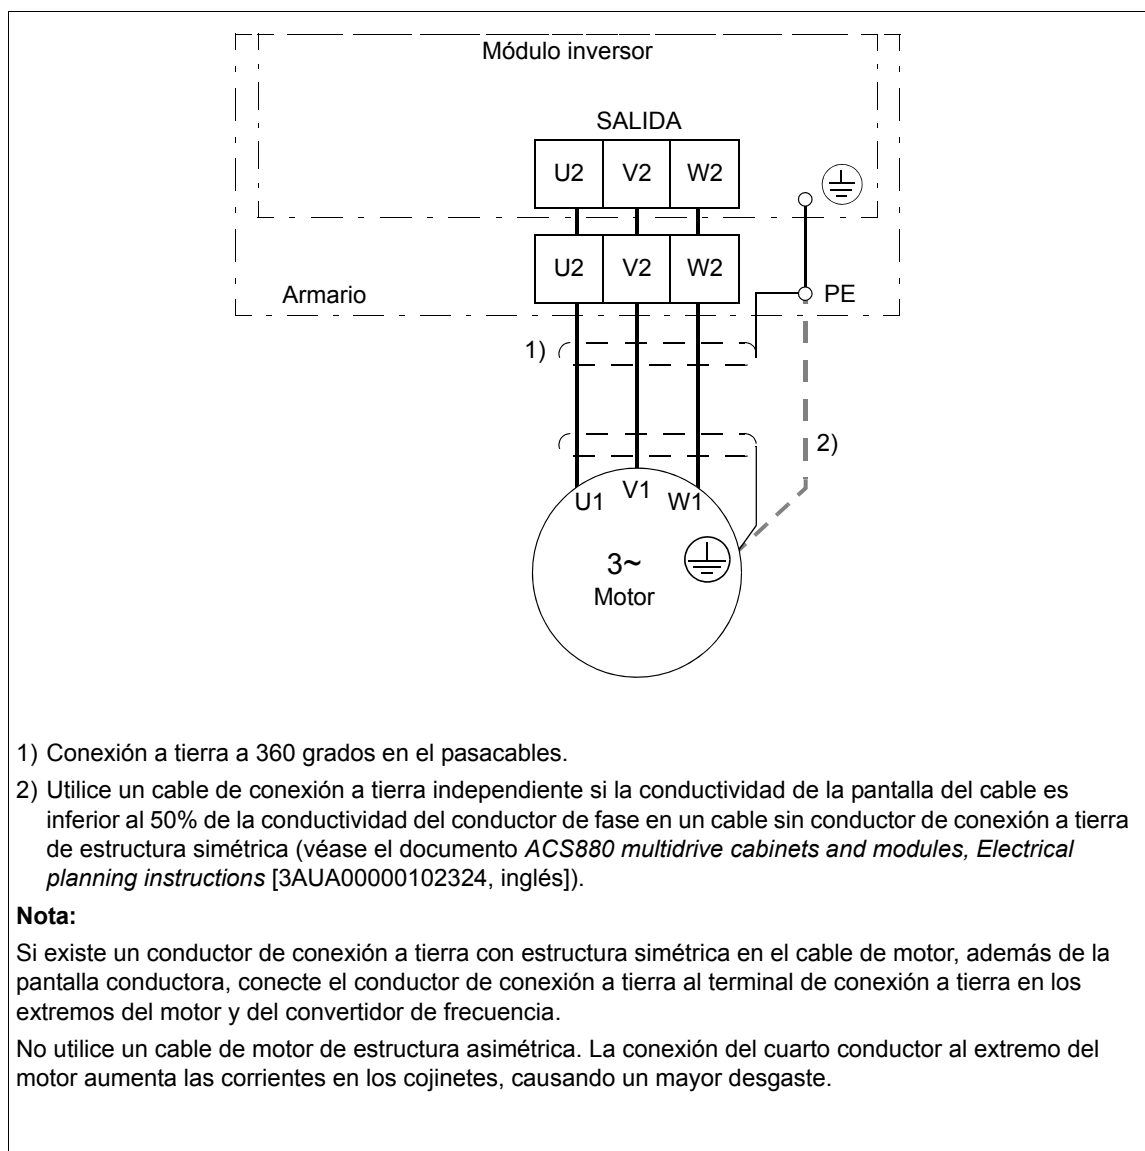 Módulo inversor
SALIDA
U2 V2 W2
U2 V2 W2
Armario
PE
1)
2)
U1 V1 W1
3~
Motor
1) Conexión a tierra a 360 grados en el pasacables.
2) Utilice un cable de conexión a tierra independiente si la conductividad de la pantalla del cable es
inferior al 50% de la conductividad del conductor de fase en un cable sin conductor de conexión a tierra
de estructura simétrica (véase el documento ACS880 multidrive cabinets and modules, Electrical
planning instructions [3AUA00000102324, inglés]).
Nota:
Si existe un conductor de conexión a tierra con estructura simétrica en el cable de motor, además de la
pantalla conductora, conecte el conductor de conexión a tierra al terminal de conexión a tierra en los
extremos del motor y del convertidor de frecuencia.
No utilice un cable de motor de estructura asimétrica. La conexión del cuarto conductor al extremo del
motor aumenta las corrientes en los cojinetes, causando un mayor desgaste.